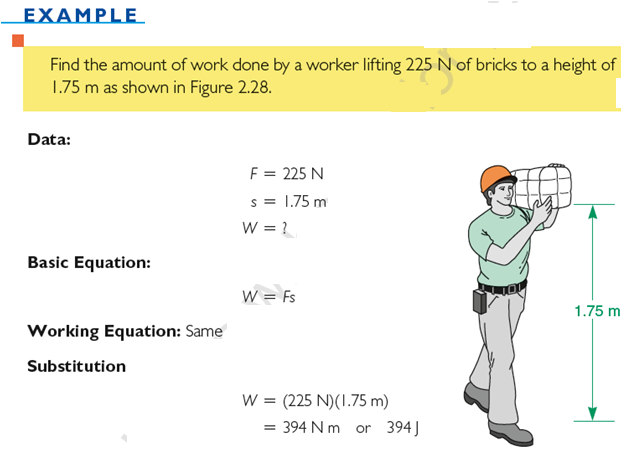 EXAMPLE
Find the amount of work done by a worker lifting 225 N of bricks to a height of
1.75 m as shown in Figure 2.28.
Data:
F = 225 N
s = 1.75 m
W = ?
Basic Equation:
W = Fs
Working Equation: Same
Substitution
W = (225 N)(1.75 m)
= 394 N m or 394 J
1.75 m